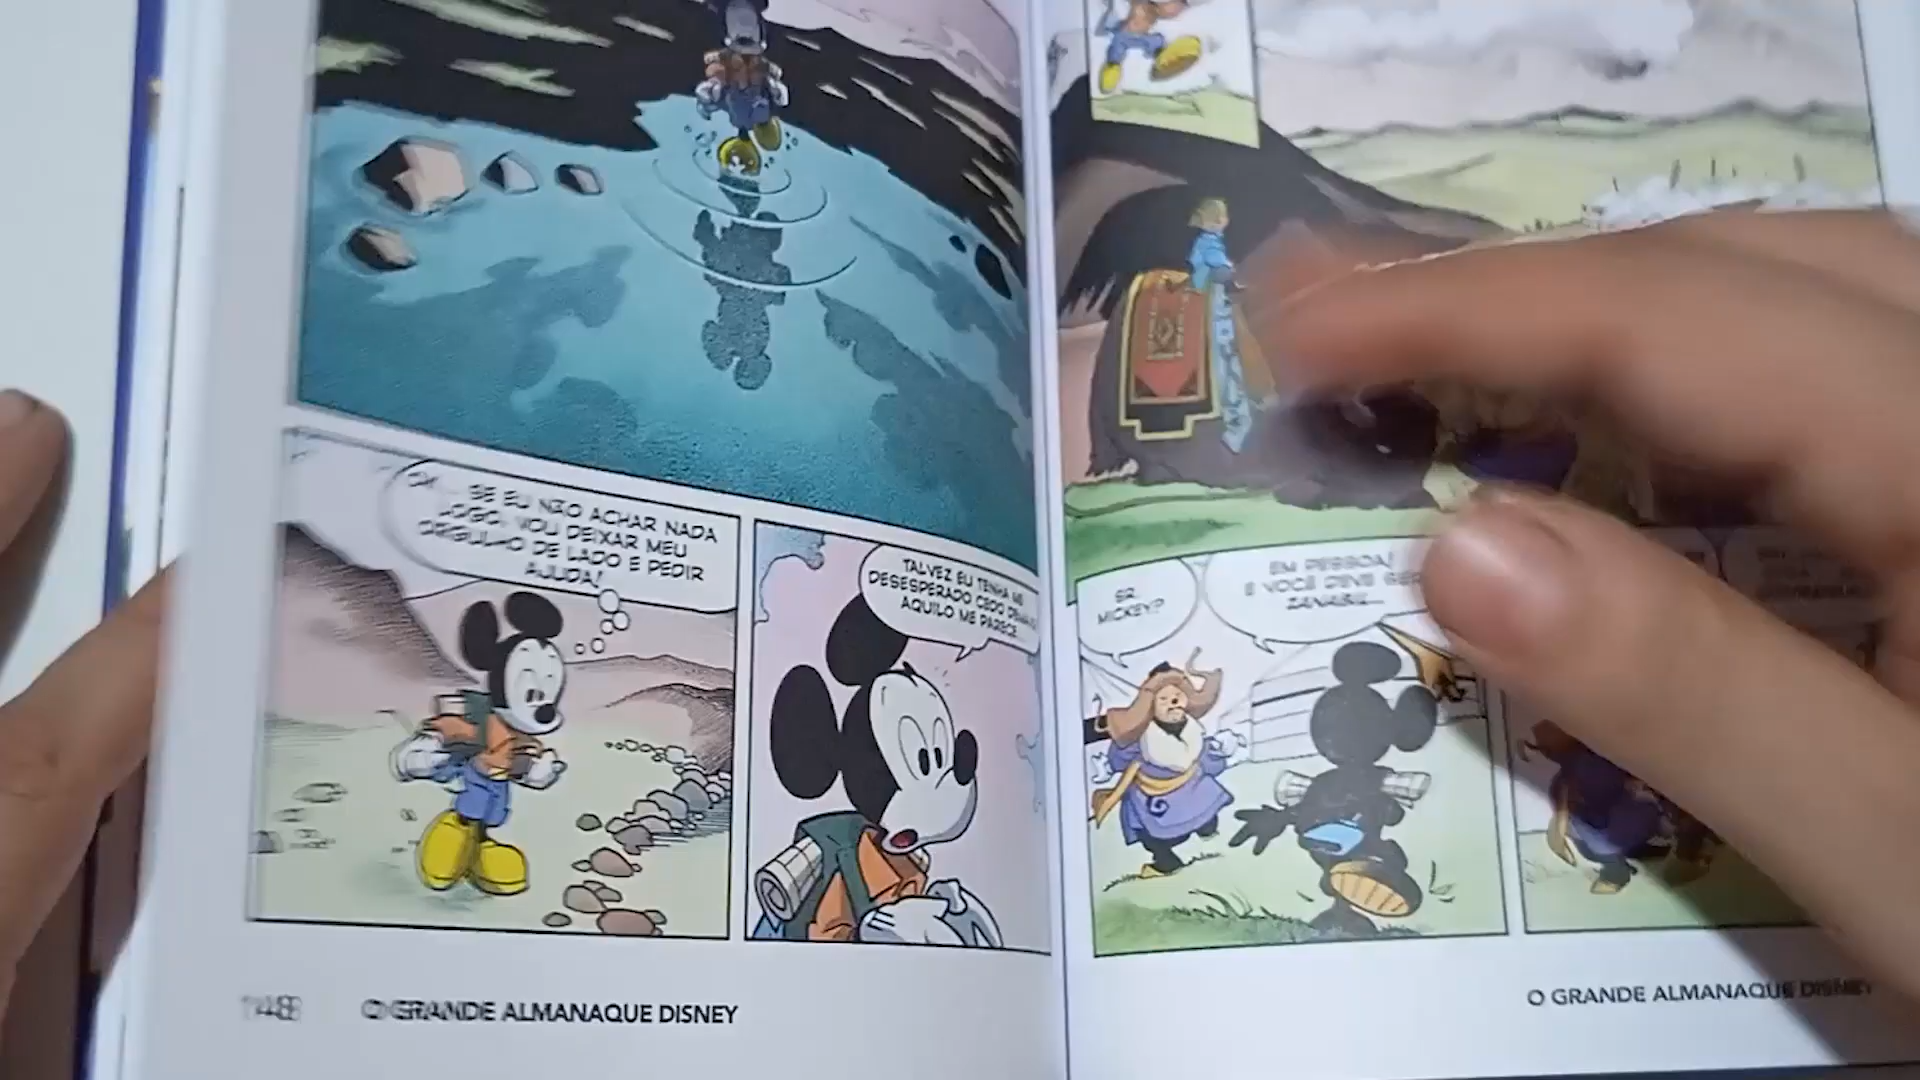 SE EU NÃO ACHAR NADA
LOGO, VOU DEIXAR MEU
ORGULHO DE LADO E PEDIR
AJUDA!
TALVEZ EU TENHA ME
DESESPERADO CEDO
AQUILO ME PARECE
SR.
MICKEY?
EM PESSOA!
E VOCÊ DEVE SER
O GRANDE ALMANAQUE DISNEY
O GRANDE ALMANAQUE DISNEY